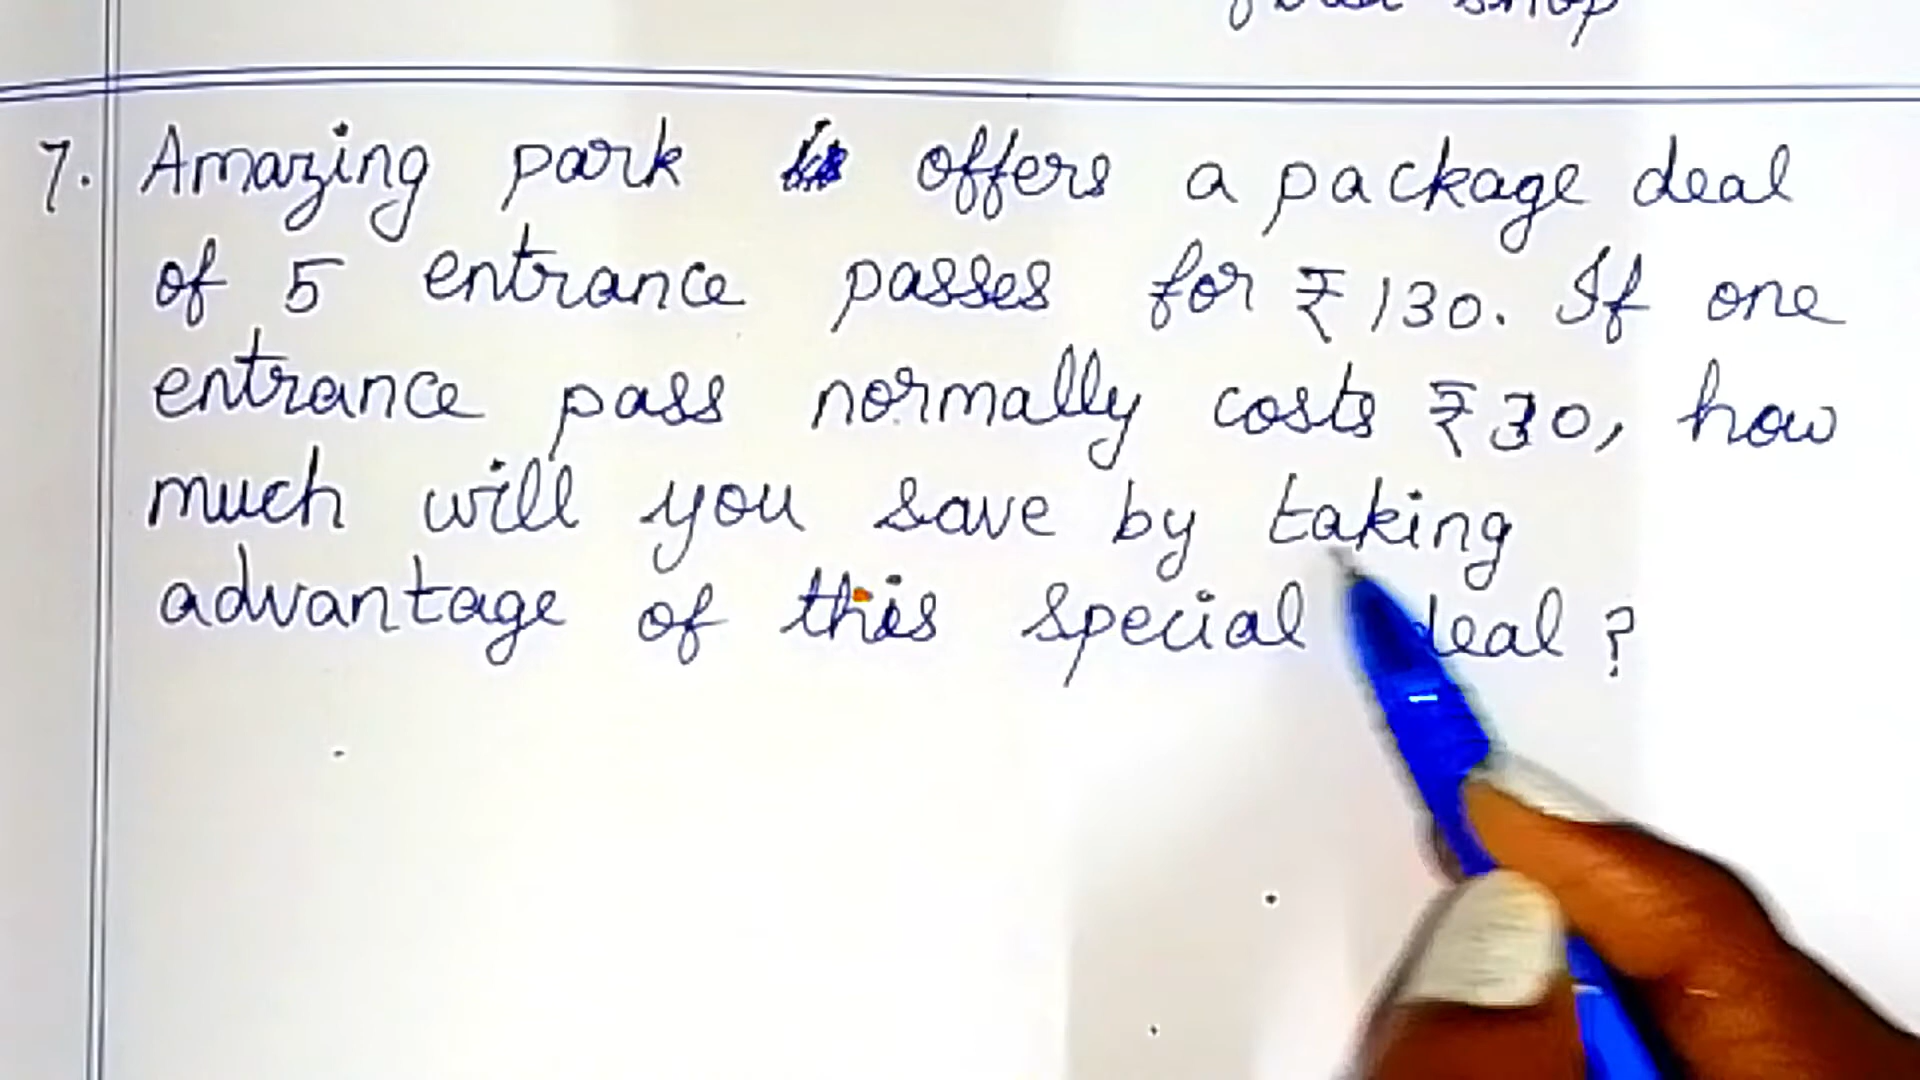 shop
7. Amazing park offers a package deal
of 5 entrance passes for ₹130. If one
entrance pass normally costs ₹30, how
much will you save by taking
advantage of this special deal?